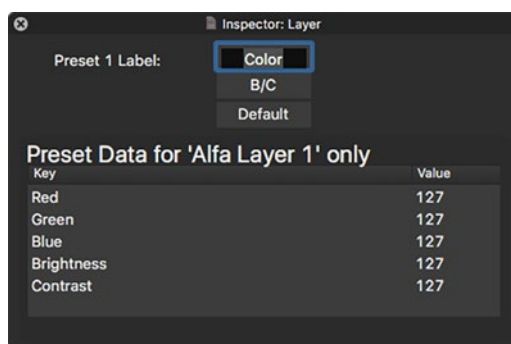 Inspector: Layer
Preset 1 Label: Color
B/C
Default
Preset Data for 'Alfa Layer 1' only
Key Value
Red 127
Green 127
Blue 127
Brightness 127
Contrast 127